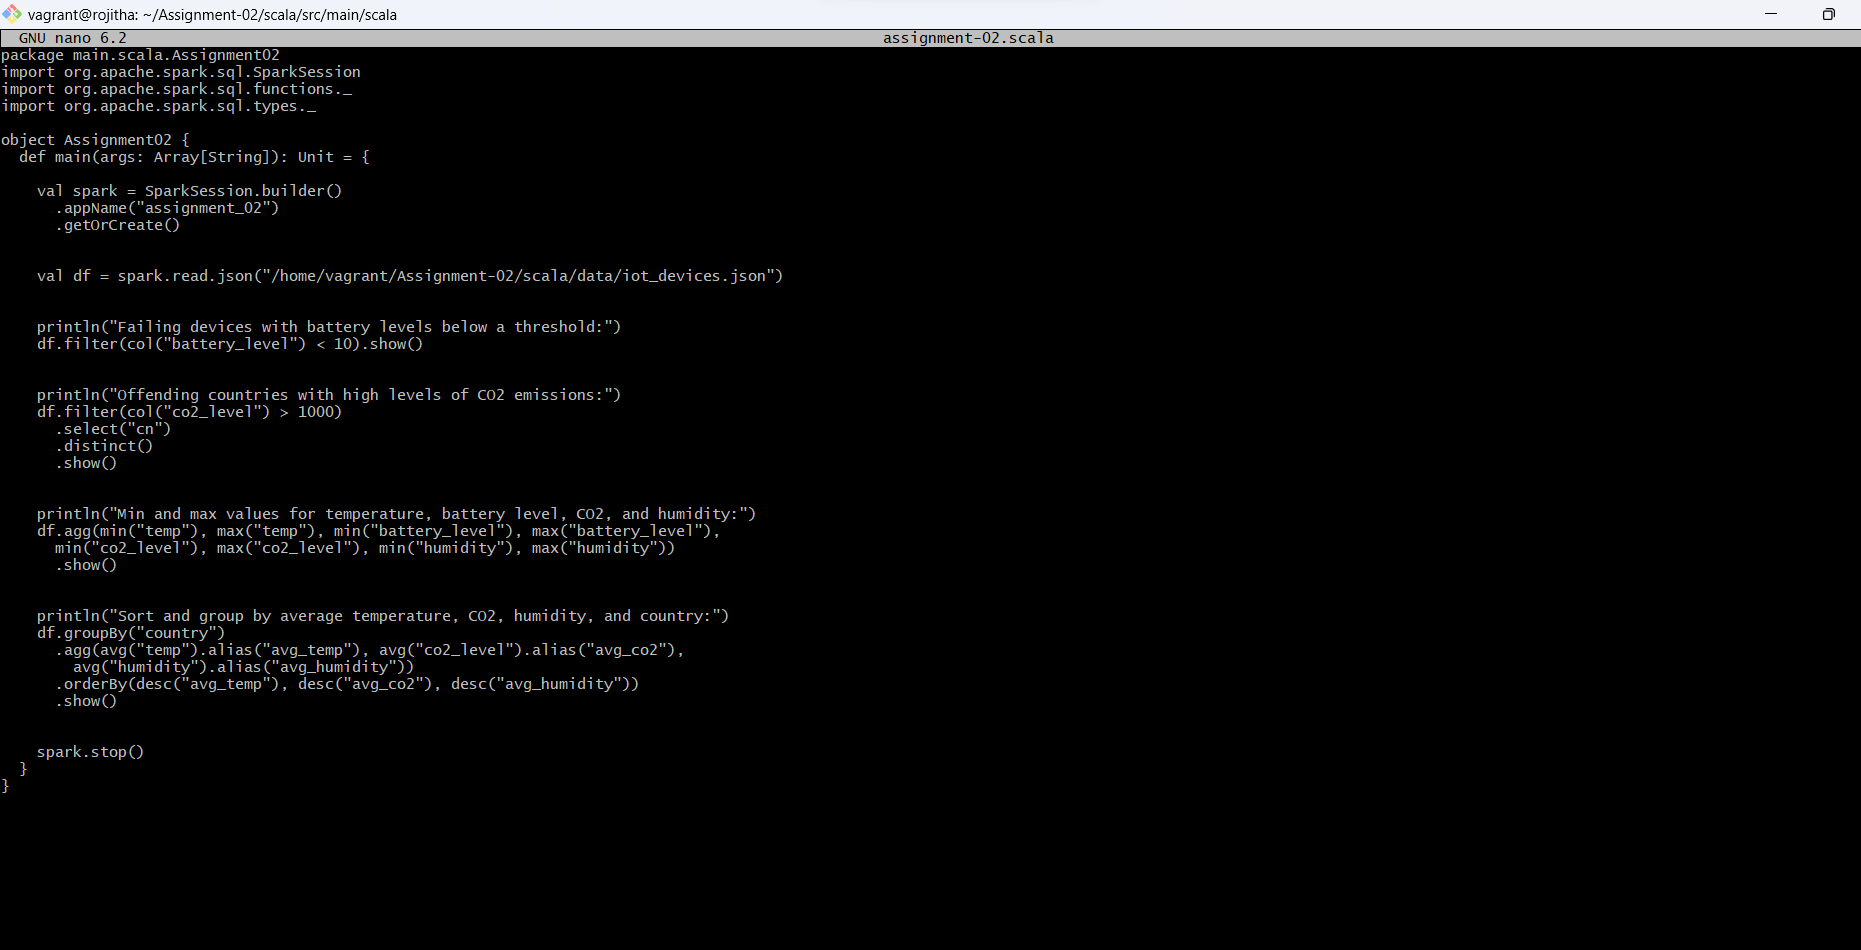 vagrant@rojitha: ~/Assignment-02/scala/src/main/scala
GNU nano 6.2 assignment-02.scala
package main.scala.Assignment02
import org.apache.spark.sql.SparkSession
import org.apache.spark.sql.functions._
import org.apache.spark.sql.types._
object Assignment02 {
def main(args: Array[String]): Unit = {
val spark = SparkSession.builder()
.appName("assignment_02")
.getOrCreate()
val df = spark.read.json("/home/vagrant/Assignment-02/scala/data/iot_devices.json")
println("Failing devices with battery levels below a threshold:")
df.filter(col("battery_level") < 10).show()
println("Offending countries with high levels of CO2 emissions:")
df.filter(col("co2_level") > 1000)
.select("cn")
.distinct()
.show()
println("Min and max values for temperature, battery level, CO2, and humidity:")
df.agg(min("temp"), max("temp"), min("battery_level"), max("battery_level"),
min("co2_level"), max("co2_level"), min("humidity"), max("humidity"))
.show()
println("Sort and group by average temperature, CO2, humidity, and country:")
df.groupBy("country")
.agg(avg("temp").alias("avg_temp"), avg("co2_level").alias("avg_co2"),
avg("humidity").alias("avg_humidity"))
.orderBy(desc("avg_temp"), desc("avg_co2"), desc("avg_humidity"))
.show()
spark.stop()
}
}